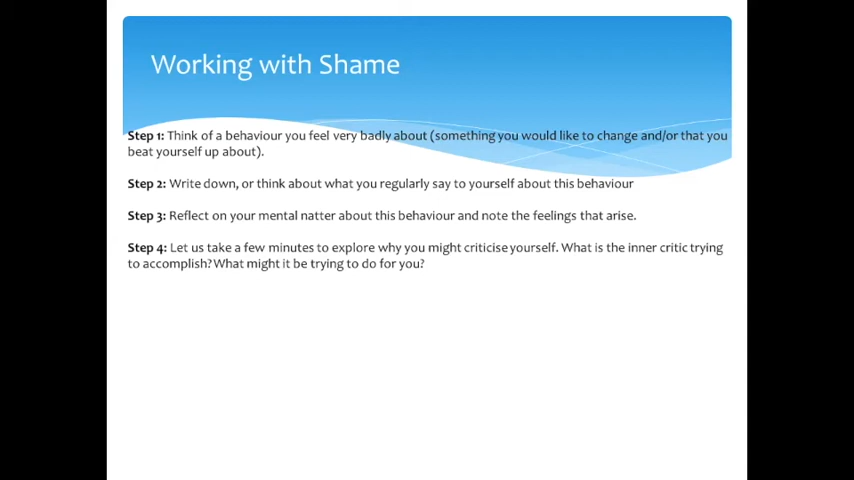 Working with Shame
Step 1: Think of a behaviour you feel very badly about (something you would like to change and/or that you
beat yourself up about).
Step 2: Write down, or think about what you regularly say to yourself about this behaviour
Step 3: Reflect on your mental natter about this behaviour and note the feelings that arise.
Step 4: Let us take a few minutes to explore why you might criticise yourself. What is the inner critic trying
to accomplish? What might it be trying to do for you?